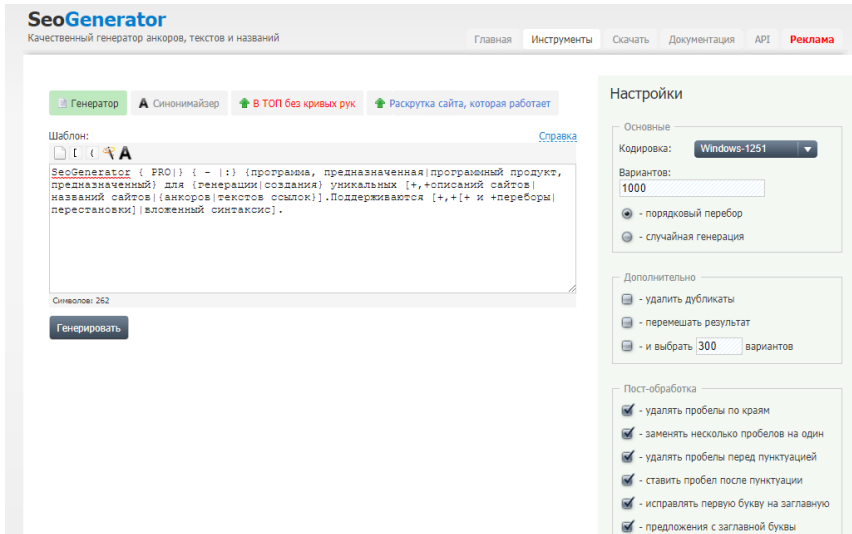 SeoGenerator
Качественный генератор анкоров, текстов и названий
Главная Инструменты Скачать Документация API Реклама
Генератор Синонимайзер В ТОП без кривых рук Раскрутка сайта, которая работает
Шаблон: Справка
[ { A
SeoGenerator { PRO|} { - |:} {программа, предназначенная|программный продукт,
предназначенный} для {генерации|создания} уникальных [+,+описаний сайтов|
названий сайтов|{анкоров|текстов ссылок}].Поддерживаются [+,+[+ и +переборы|
перестановки]|вложенный синтаксис].
Символов: 262
Генерировать
Настройки
Основные
Кодировка: Windows-1251
Вариантов:
1000
- порядковый перебор
- случайная генерация
Дополнительно
- удалить дубликаты
- перемешать результат
- и выбрать 300 вариантов
Пост-обработка
- удалять пробелы по краям
- заменять несколько пробелов на один
- удалять пробелы перед пунктуацией
- ставить пробел после пунктуации
- исправлять первую букву на заглавную
- предложения с заглавной буквы